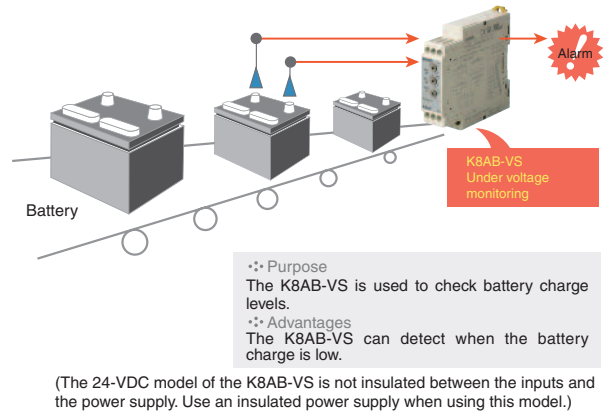 Alarm
K8AB-VS
Under voltage
monitoring
Battery
Purpose
The K8AB-VS is used to check battery charge
levels.
Advantages
The K8AB-VS can detect when the battery
charge is low.
(The 24-VDC model of the K8AB-VS is not insulated between the inputs and
the power supply. Use an insulated power supply when using this model.)